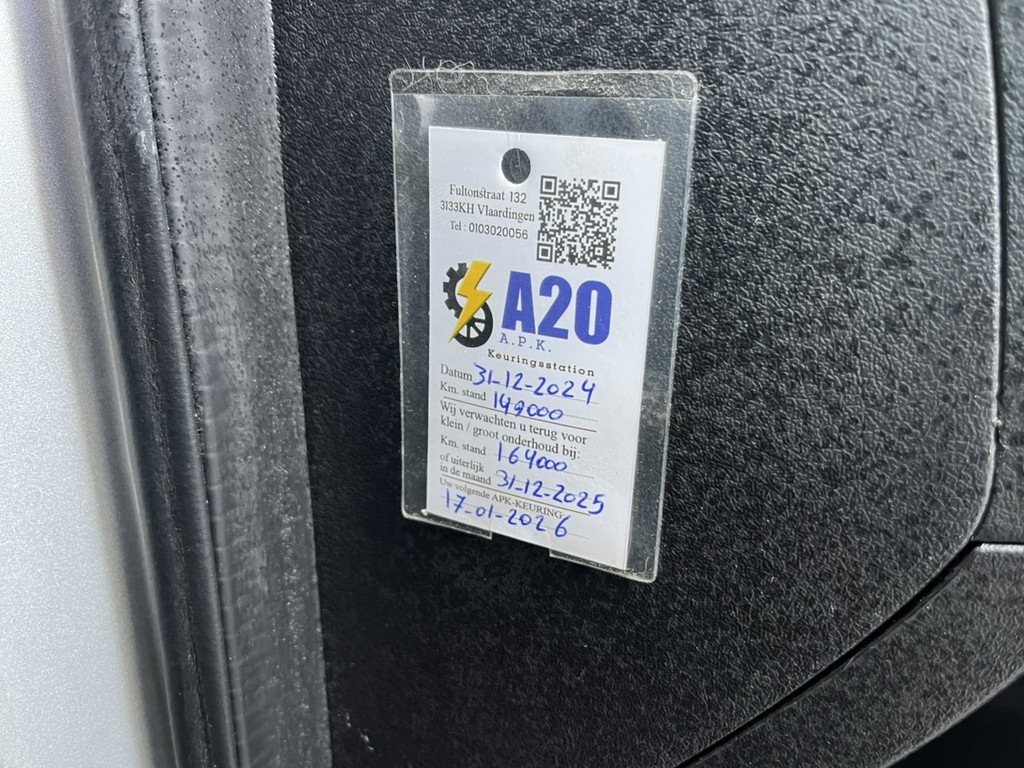 Fultonstraat 132
3133KH Vlaardingen
Tel : 0103020056
A20
A.P.K.
Keuringsstation
Datum 31-12-2024
Km. stand 149000
Wij verwachten u terug voor
klein / groot onderhoud bij:
Km. stand 164000
of uiterlijk
in de maand 31-12-2025
Uw volgende APK-KEURING
17-01-2026